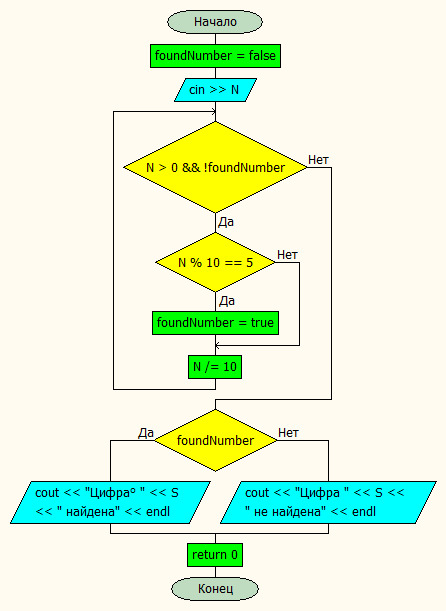 Начало
foundNumber = false
cin >> N
N > 0 && !foundNumber
Нет
Да
N % 10 == 5
Нет
Да
foundNumber = true
N /= 10
foundNumber
Да
Нет
cout << "Цифра° " << S
<< " найдена" << endl
cout << "Цифра " << S <<
" не найдена" << endl
return 0
Конец